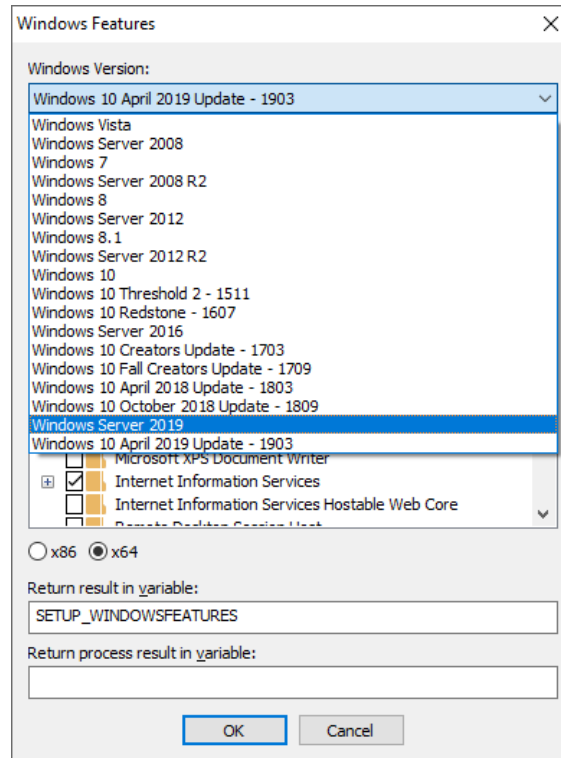 Windows Features
Windows Version:
Windows 10 April 2019 Update - 1903
Windows Vista
Windows Server 2008
Windows 7
Windows Server 2008 R2
Windows 8
Windows Server 2012
Windows 8.1
Windows Server 2012 R2
Windows 10
Windows 10 Threshold 2 - 1511
Windows 10 Redstone - 1607
Windows Server 2016
Windows 10 Creators Update - 1703
Windows 10 Fall Creators Update - 1709
Windows 10 April 2018 Update - 1803
Windows 10 October 2018 Update - 1809
Windows Server 2019
Windows 10 April 2019 Update - 1903
Microsoft XPS Document Writer
Internet Information Services
Internet Information Services Hostable Web Core
Remote Desktop Session Host
x86 x64
Return result in variable:
SETUP_WINDOWSFEATURES
Return process result in variable:
OK Cancel